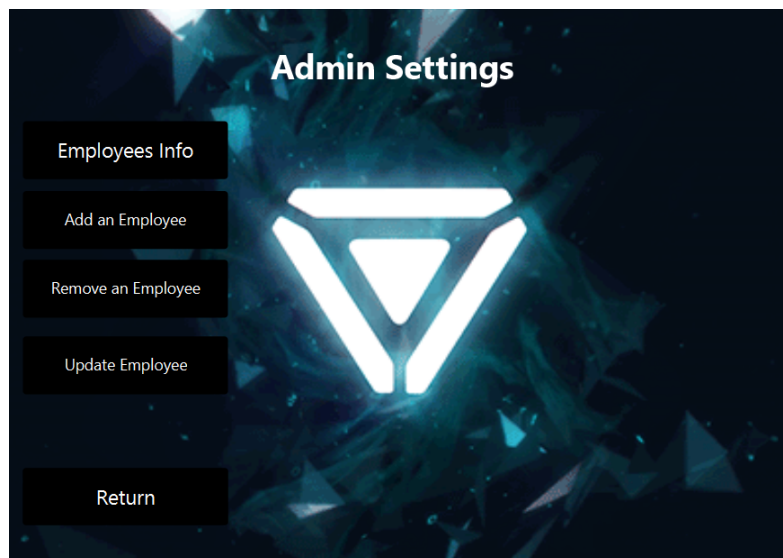 Admin Settings
Employees Info
Add an Employee
Remove an Employee
Update Employee
Return